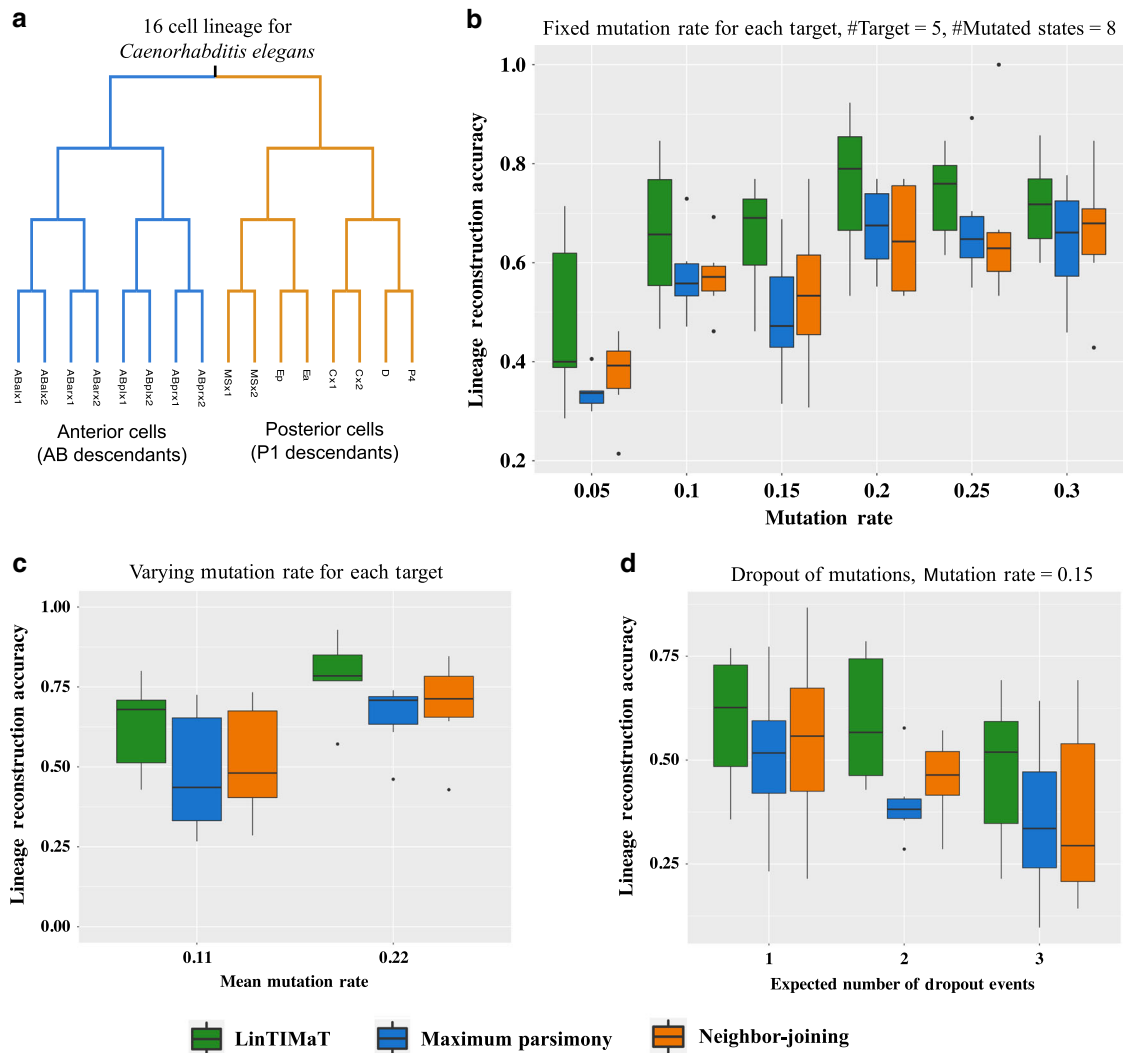 a
16 cell lineage for
Caenorhabditis elegans
ABalx1
ABalx2
ABarx1
ABarx2
ABplx1
ABplx2
ABprx1
ABprx2
MSx1
MSx2
Ep
Ea
Cx1
Cx2
D
P4
Anterior cells
(AB descendants)
Posterior cells
(P1 descendants)
b
Fixed mutation rate for each target, #Target = 5, #Mutated states = 8
Lineage reconstruction accuracy
1.0
0.8
0.6
0.4
0.2
0.05 0.1 0.15 0.2 0.25 0.3
Mutation rate
c
Varying mutation rate for each target
Lineage reconstruction accuracy
1.00
0.75
0.50
0.25
0.00
0.11 0.22
Mean mutation rate
d
Dropout of mutations, Mutation rate = 0.15
Lineage reconstruction accuracy
0.75
0.50
0.25
1 2 3
Expected number of dropout events
LinTIMaT Maximum parsimony Neighbor-joining